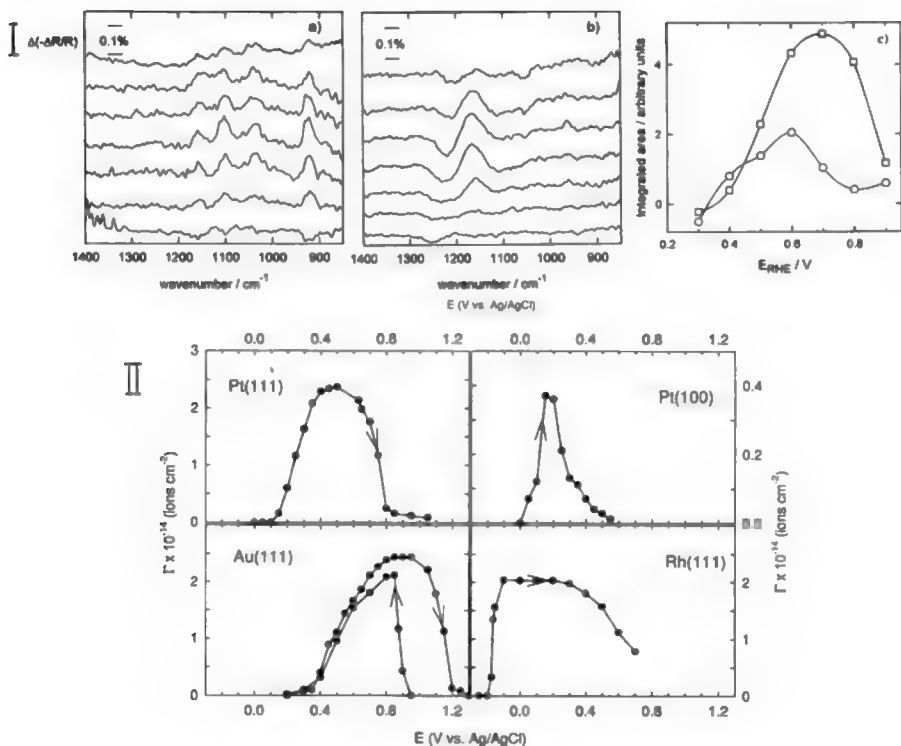 I
Δ(-ΔR/R)
0.1%
a)
1400 1300 1200 1100 1000 900
wavenumber / cm-1
0.1%
b)
1400 1300 1200 1100 1000 900
wavenumber / cm-1
c)
integrated area / arbitrary units
4
2
0
0.2 0.4 0.6 0.8
E_RHE / V
E (V vs. Ag/AgCl)
0.0 0.4 0.8 1.2
0.0 0.4 0.8 1.2
II
3
2
1
0
Pt(111)
Pt(100)
0.4
0.2
Γ x 10-14 (ions cm-2)
Γ x 10-14 (ions cm-2)
Au(111)
Rh(111)
2
1
0
2
1
0
0.0 0.4 0.8 1.2
0.0 0.4 0.8 1.2
E (V vs. Ag/AgCl)